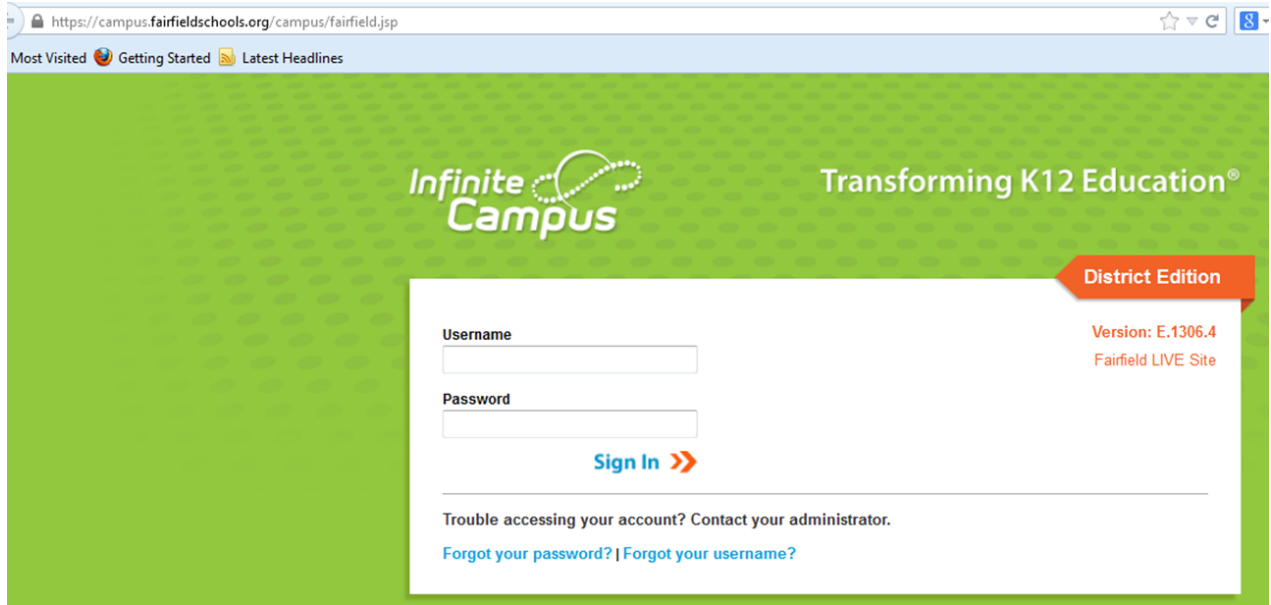 https://campus.fairfieldschools.org/campus/fairfield.jsp
8
Most Visited Getting Started Latest Headlines
Infinite Campus
Transforming K12 Education®
District Edition
Username
Version: E.1306.4
Fairfield LIVE Site
Password
Sign In
Trouble accessing your account? Contact your administrator.
Forgot your password? | Forgot your username?